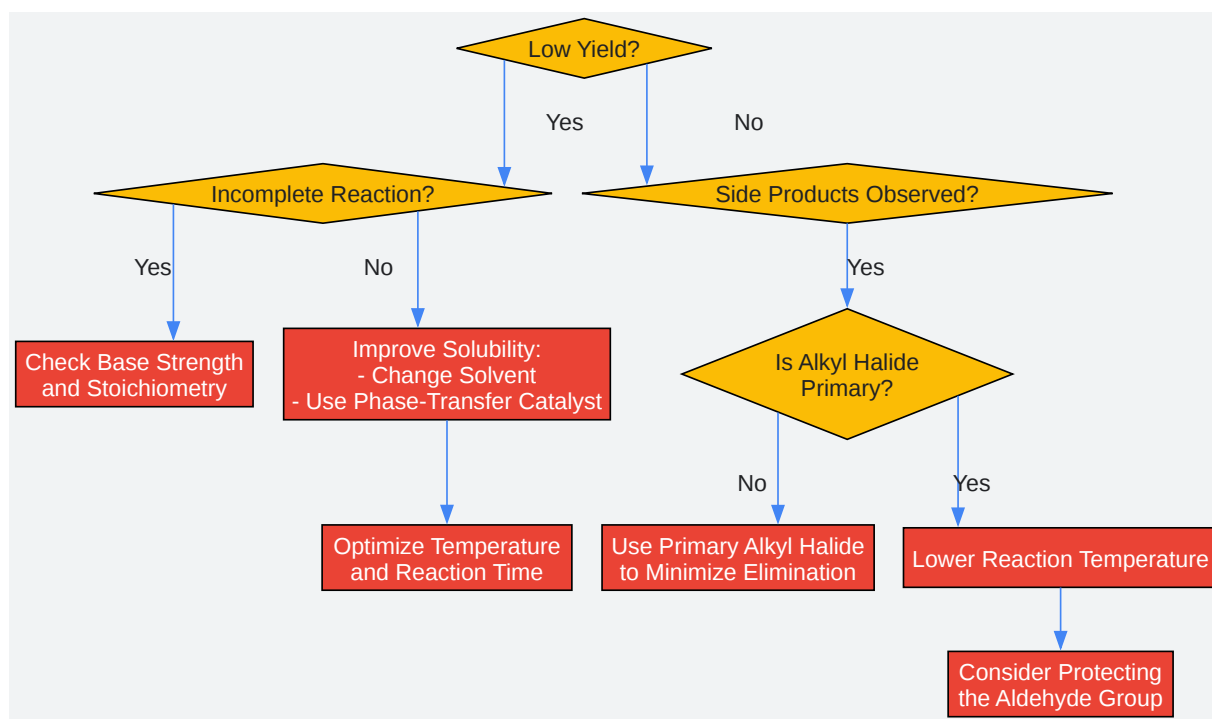 Low Yield?
Yes
No
Incomplete Reaction?
Side Products Observed?
Yes
No
Yes
Check Base Strength
and Stoichiometry
Improve Solubility:
- Change Solvent
- Use Phase-Transfer Catalyst
Is Alkyl Halide
Primary?
No
Yes
Optimize Temperature
and Reaction Time
Use Primary Alkyl Halide
to Minimize Elimination
Lower Reaction Temperature
Consider Protecting
the Aldehyde Group